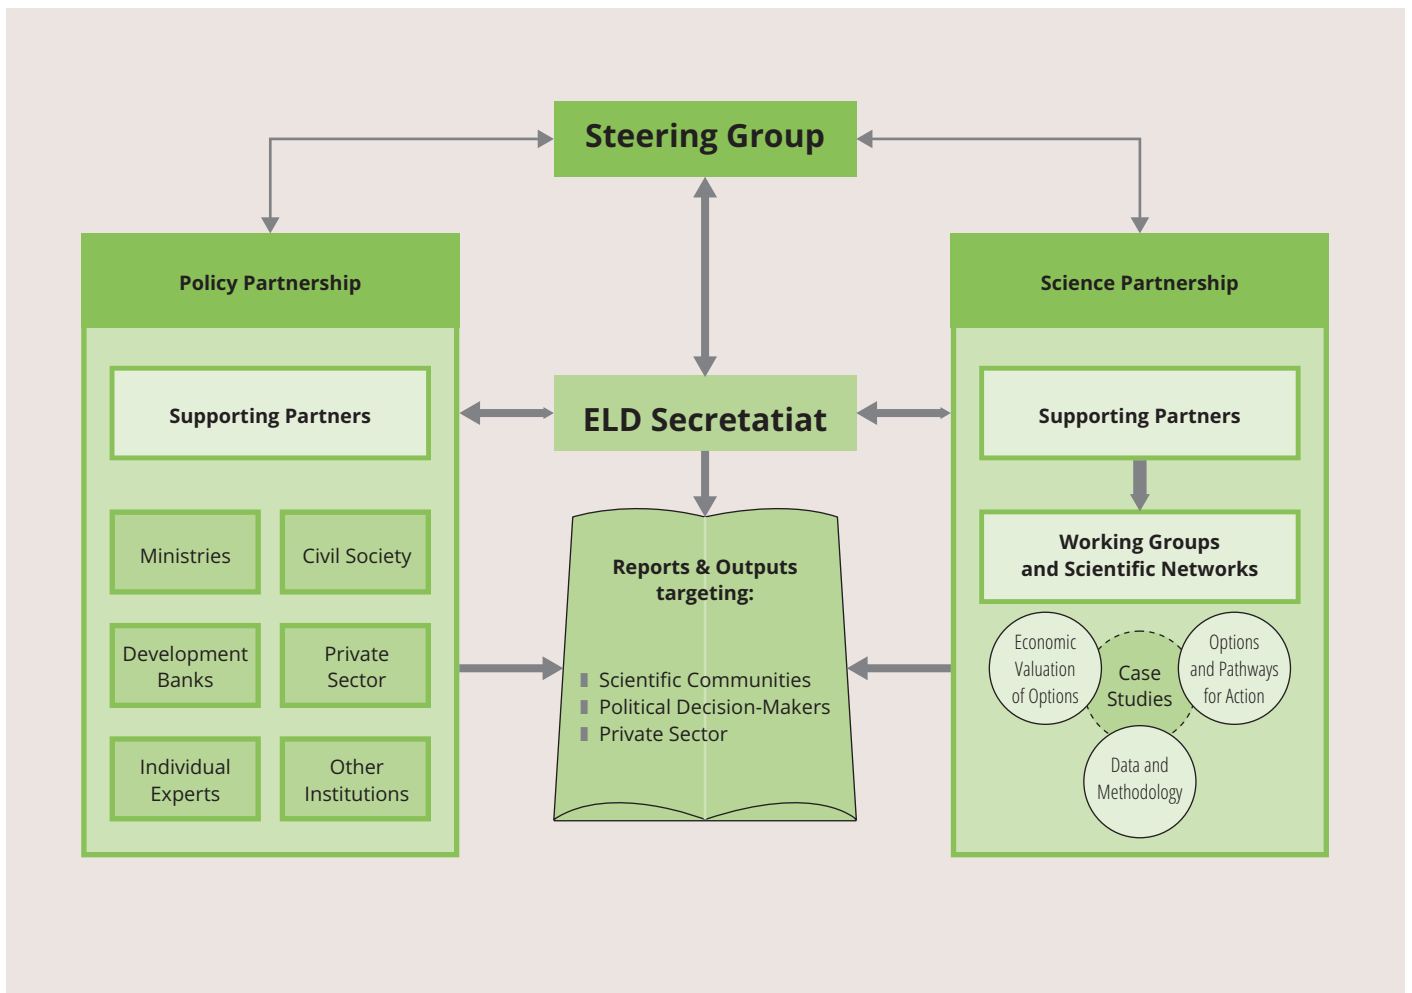 Steering Group
Policy Partnership
Supporting Partners
Ministries
Civil Society
Development
Banks
Private
Sector
Individual
Experts
Other
Institutions
ELD Secretatiat
Reports & Outputs
targeting:
Scientific Communities
Political Decision-Makers
Private Sector
Science Partnership
Supporting Partners
Working Groups
and Scientific Networks
Economic
Valuation
of Options
Case
Studies
Options
and Pathways
for Action
Data and
Methodology